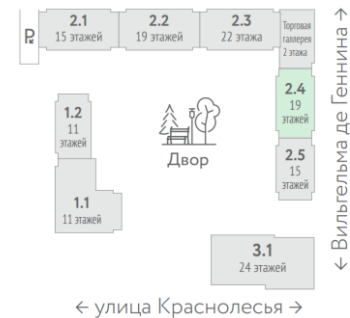 2.1
15 этажей
2.2
19 этажей
2.3
22 этажа
Торговая
галлерея
2 этажа
2.4
19
этажей
1.2
11
этажей
Двор
2.5
15
этажей
1.1
11 этажей
3.1
24 этажей
← улица Краснолесья →
← Вильгельма де Геннина →